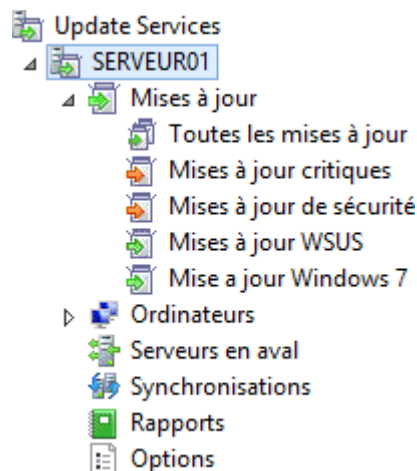 Update Services
SERVEUR01
Mises à jour
Toutes les mises à jour
Mises à jour critiques
Mises à jour de sécurité
Mises à jour WSUS
Mise a jour Windows 7
Ordinateurs
Serveurs en aval
Synchronisations
Rapports
Options